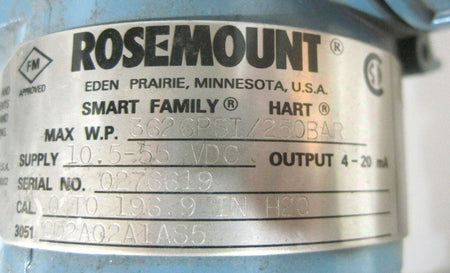 FM
APPROVED
ROSEMOUNT®
EDEN PRAIRIE, MINNESOTA, U.S.A.
SMART FAMILY® HART®
MAX W.P. 3626PSI/250BAR
SUPPLY 10.5-55 VDC OUTPUT 4-20 mA
SERIAL NO. 0276619
CAL 0 TO 196.9 IN H2O
3051